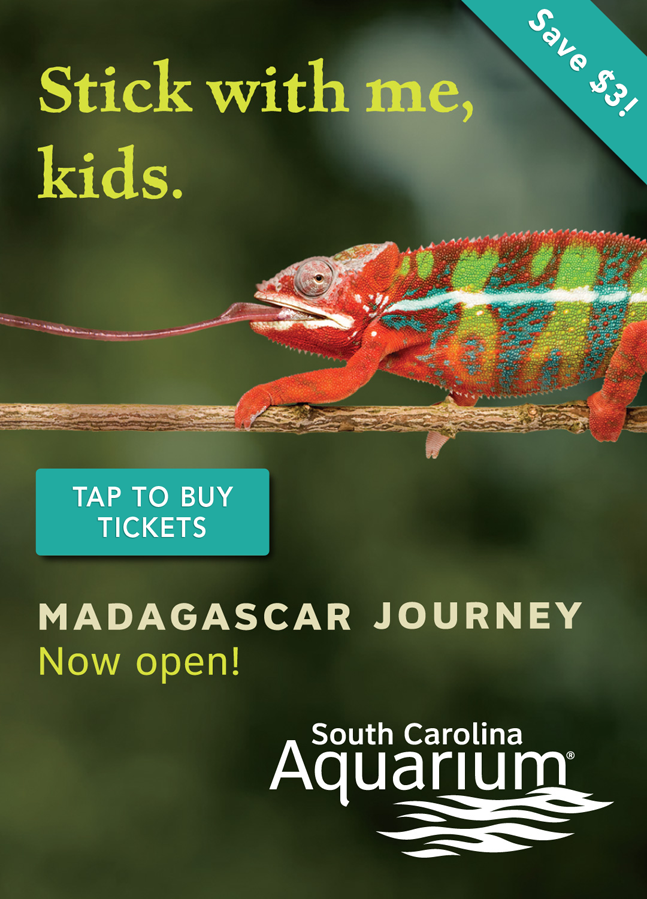 Save $3!
Stick with me,
kids.
TAP TO BUY
TICKETS
MADAGASCAR JOURNEY
Now open!
South Carolina
Aquarium®